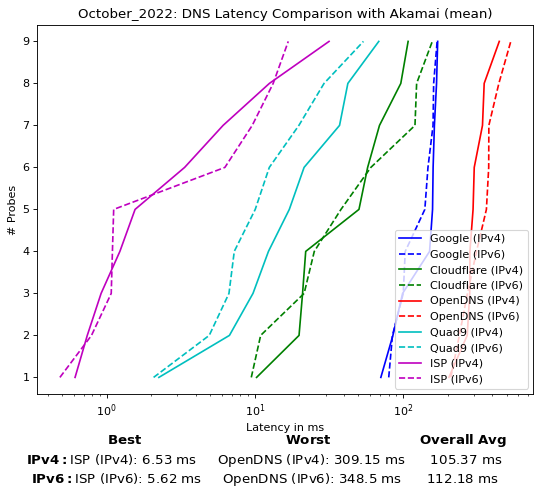 October_2022: DNS Latency Comparison with Akamai (mean)
# Probes
9
8
7
6
5
4
3
2
1
Google (IPv4)
Google (IPv6)
Cloudflare (IPv4)
Cloudflare (IPv6)
OpenDNS (IPv4)
OpenDNS (IPv6)
Quad9 (IPv4)
Quad9 (IPv6)
ISP (IPv4)
ISP (IPv6)
10⁰ 10¹ 10²
Latency in ms
Best Worst Overall Avg
IPv4: ISP (IPv4): 6.53 ms OpenDNS (IPv4): 309.15 ms 105.37 ms
IPv6: ISP (IPv6): 5.62 ms OpenDNS (IPv6): 348.5 ms 112.18 ms